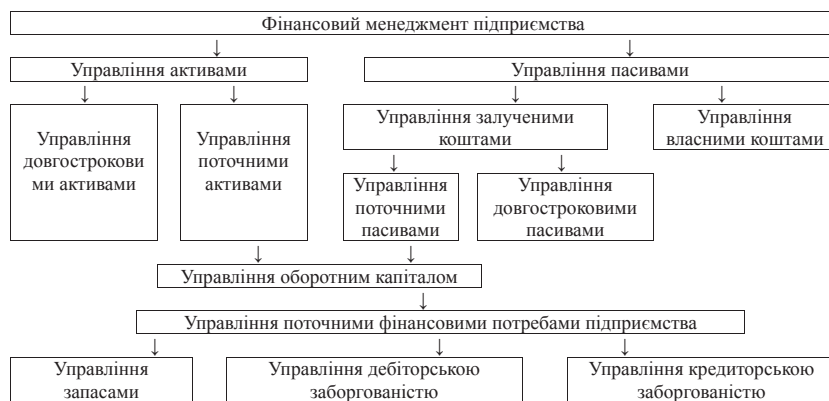 Фінансовий менеджмент підприємства
↓ ↓
Управління активами
Управління пасивами
↓ ↓ ↓ ↓
Управління
довгострокови
ми активами
Управління
поточними
активами
Управління залученими
коштами
Управління
власними коштами
↓ ↓
Управління
поточними
пасивами
Управління
довгостроковими
пасивами
↓ ↓
Управління оборотним капіталом
↓
Управління поточними фінансовими потребами підприємства
↓ ↓ ↓
Управління
запасами
Управління дебіторською
заборгованістю
Управління кредиторською
заборгованістю